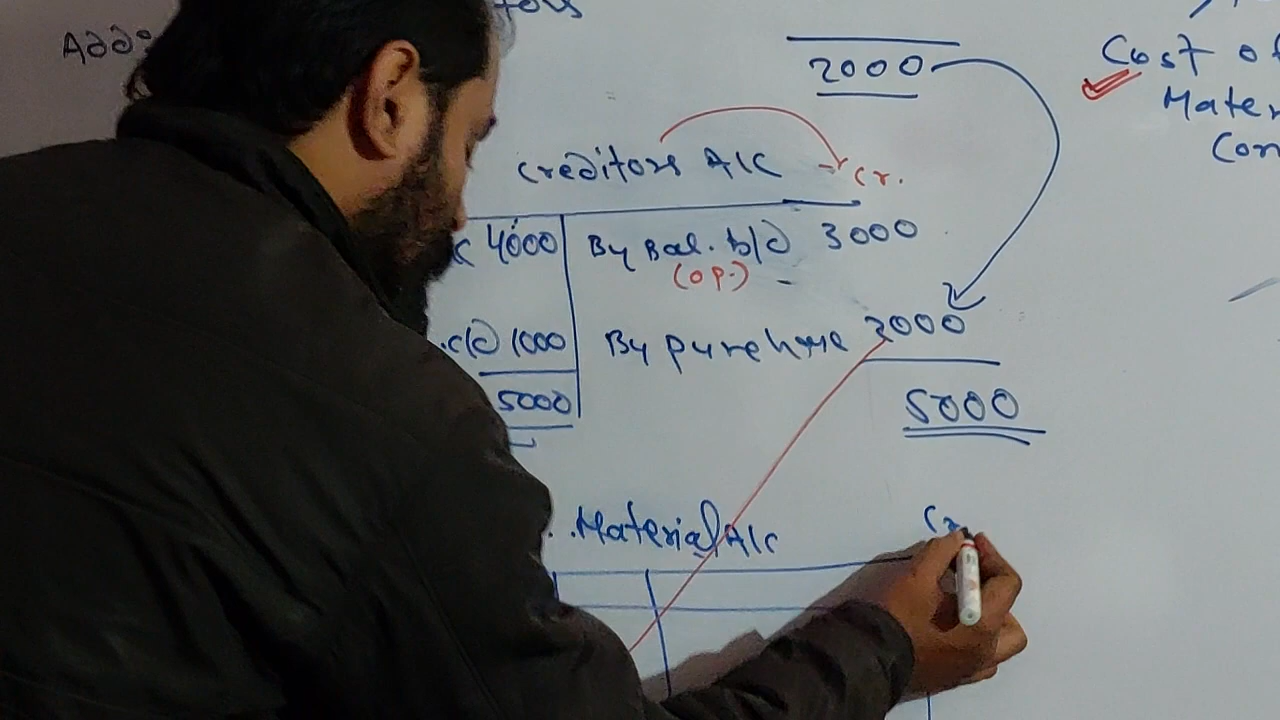 Add:
2000
Cost of
Mater
Con
Creditors A/C → Cr.
4000 By Bal. b/d 3000
(op.) -
.c/d 1000 By purchase 2000
5000 5000
..Material A/C
Cr